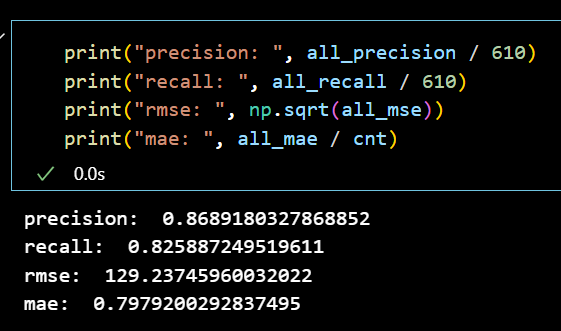 print("precision: ", all_precision / 610)
print("recall: ", all_recall / 610)
print("rmse: ", np.sqrt(all_mse))
print("mae: ", all_mae / cnt)
0.0s
precision:  0.8689180327868852
recall:  0.825887249519611
rmse:  129.23745960032022
mae:  0.7979200292837495